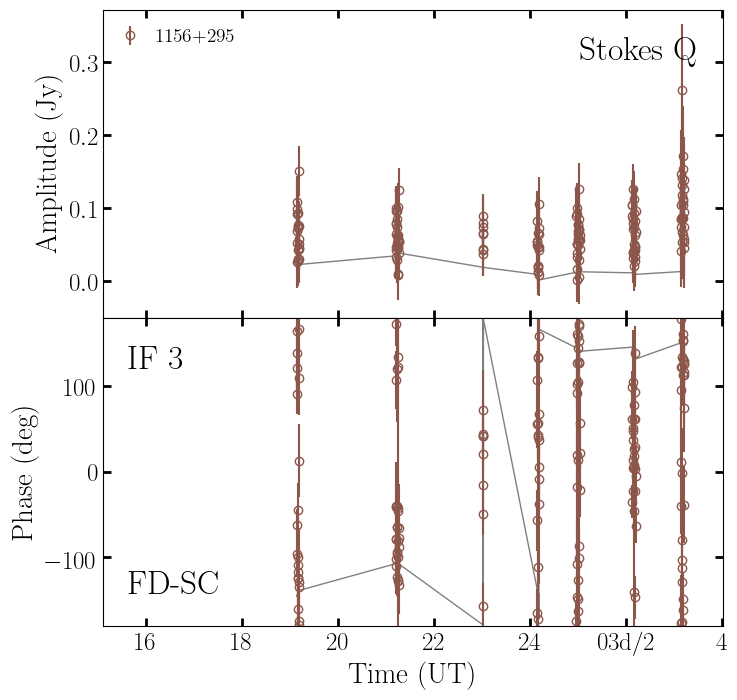 1156+295
Stokes Q
0.3
0.2
0.1
0.0
Amplitude (Jy)
IF 3
100
0
−100
Phase (deg)
FD-SC
16 18 20 22 24 03d/2 4
Time (UT)